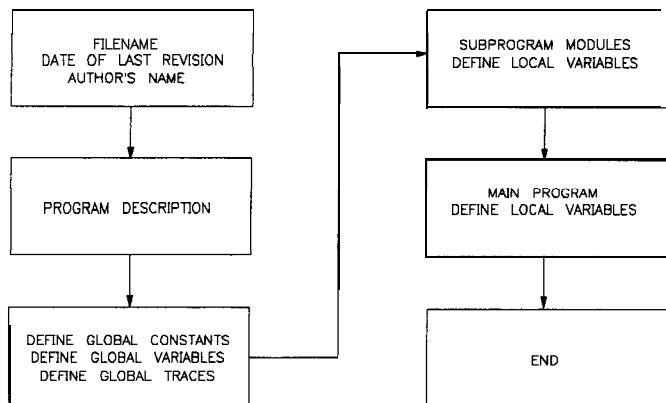 FILENAME
DATE OF LAST REVISION
AUTHOR'S NAME
PROGRAM DESCRIPTION
DEFINE GLOBAL CONSTANTS
DEFINE GLOBAL VARIABLES
DEFINE GLOBAL TRACES
SUBPROGRAM MODULES
DEFINE LOCAL VARIABLES
MAIN PROGRAM
DEFINE LOCAL VARIABLES
END